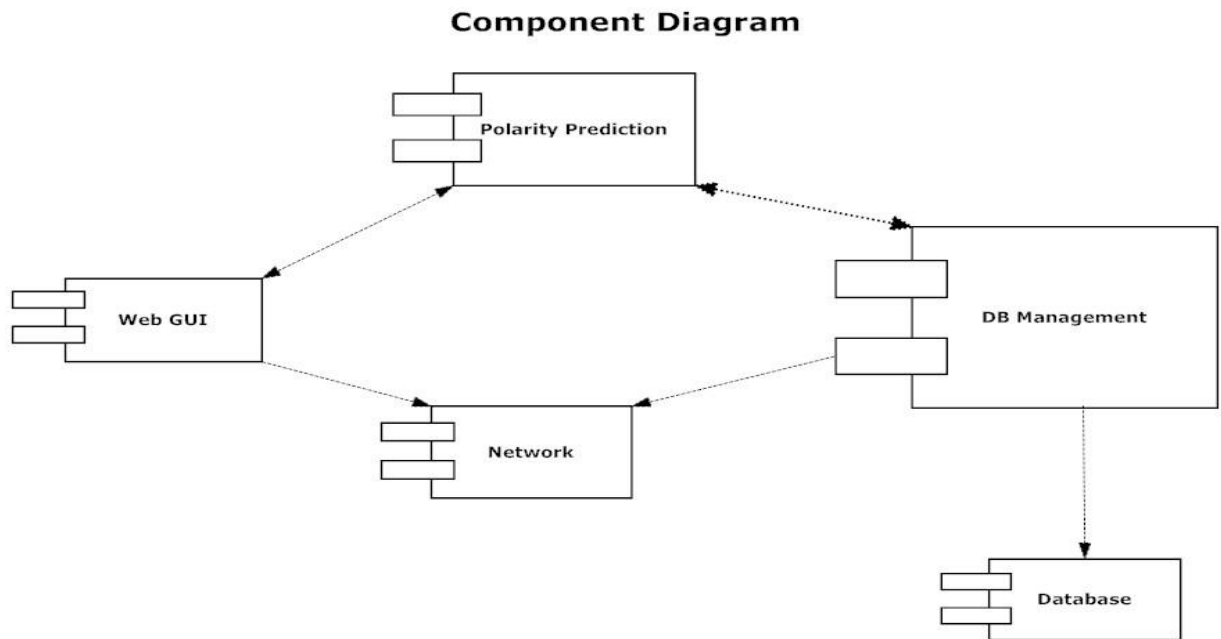 Component Diagram
Polarity Prediction
Web GUI
DB Management
Network
Database